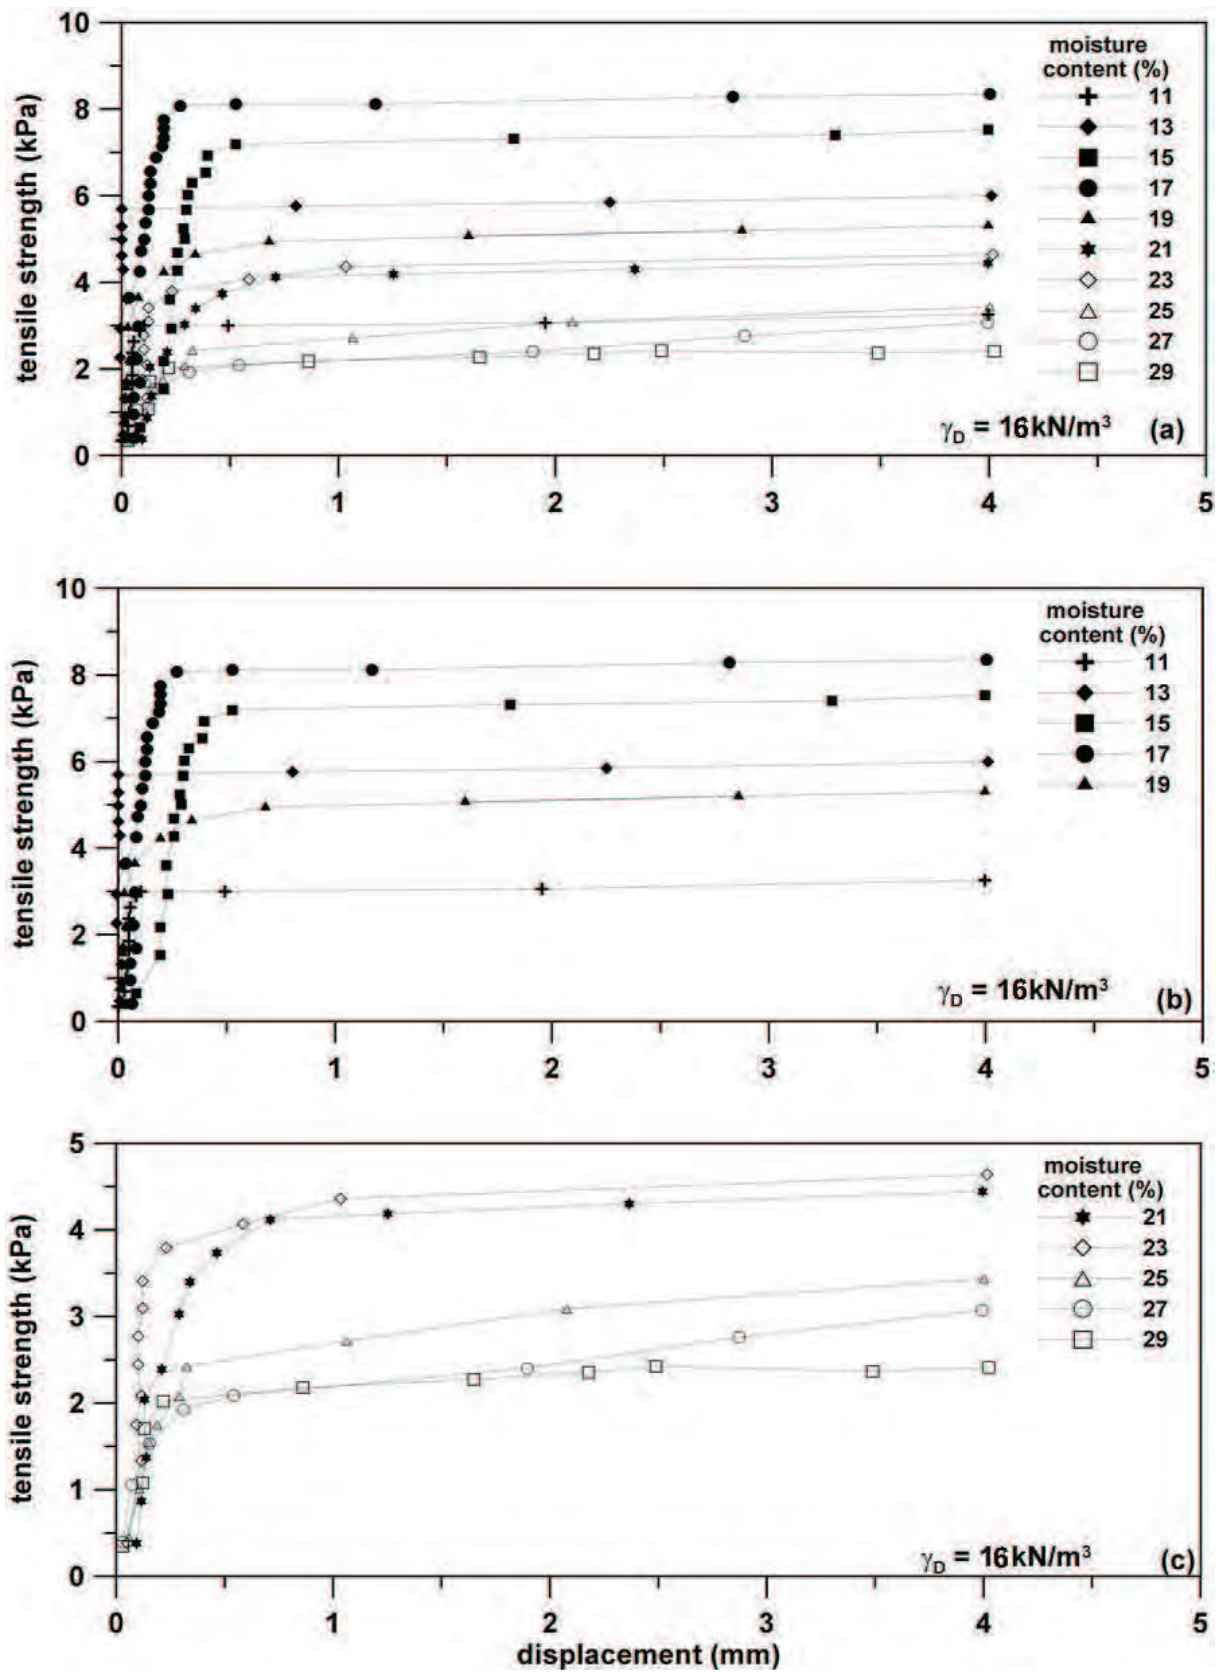 10
8
6
4
2
0
tensile strength (kPa)
moisture
content (%)
11
13
15
17
19
21
23
25
27
29
γD = 16kN/m³ (a)
0 1 2 3 4 5
10
8
6
4
2
0
tensile strength (kPa)
moisture
content (%)
11
13
15
17
19
γD = 16kN/m³ (b)
0 1 2 3 4 5
5
4
3
2
1
0
tensile strength (kPa)
moisture
content (%)
21
23
25
27
29
γD = 16kN/m³ (c)
0 1 2 3 4 5
displacement (mm)